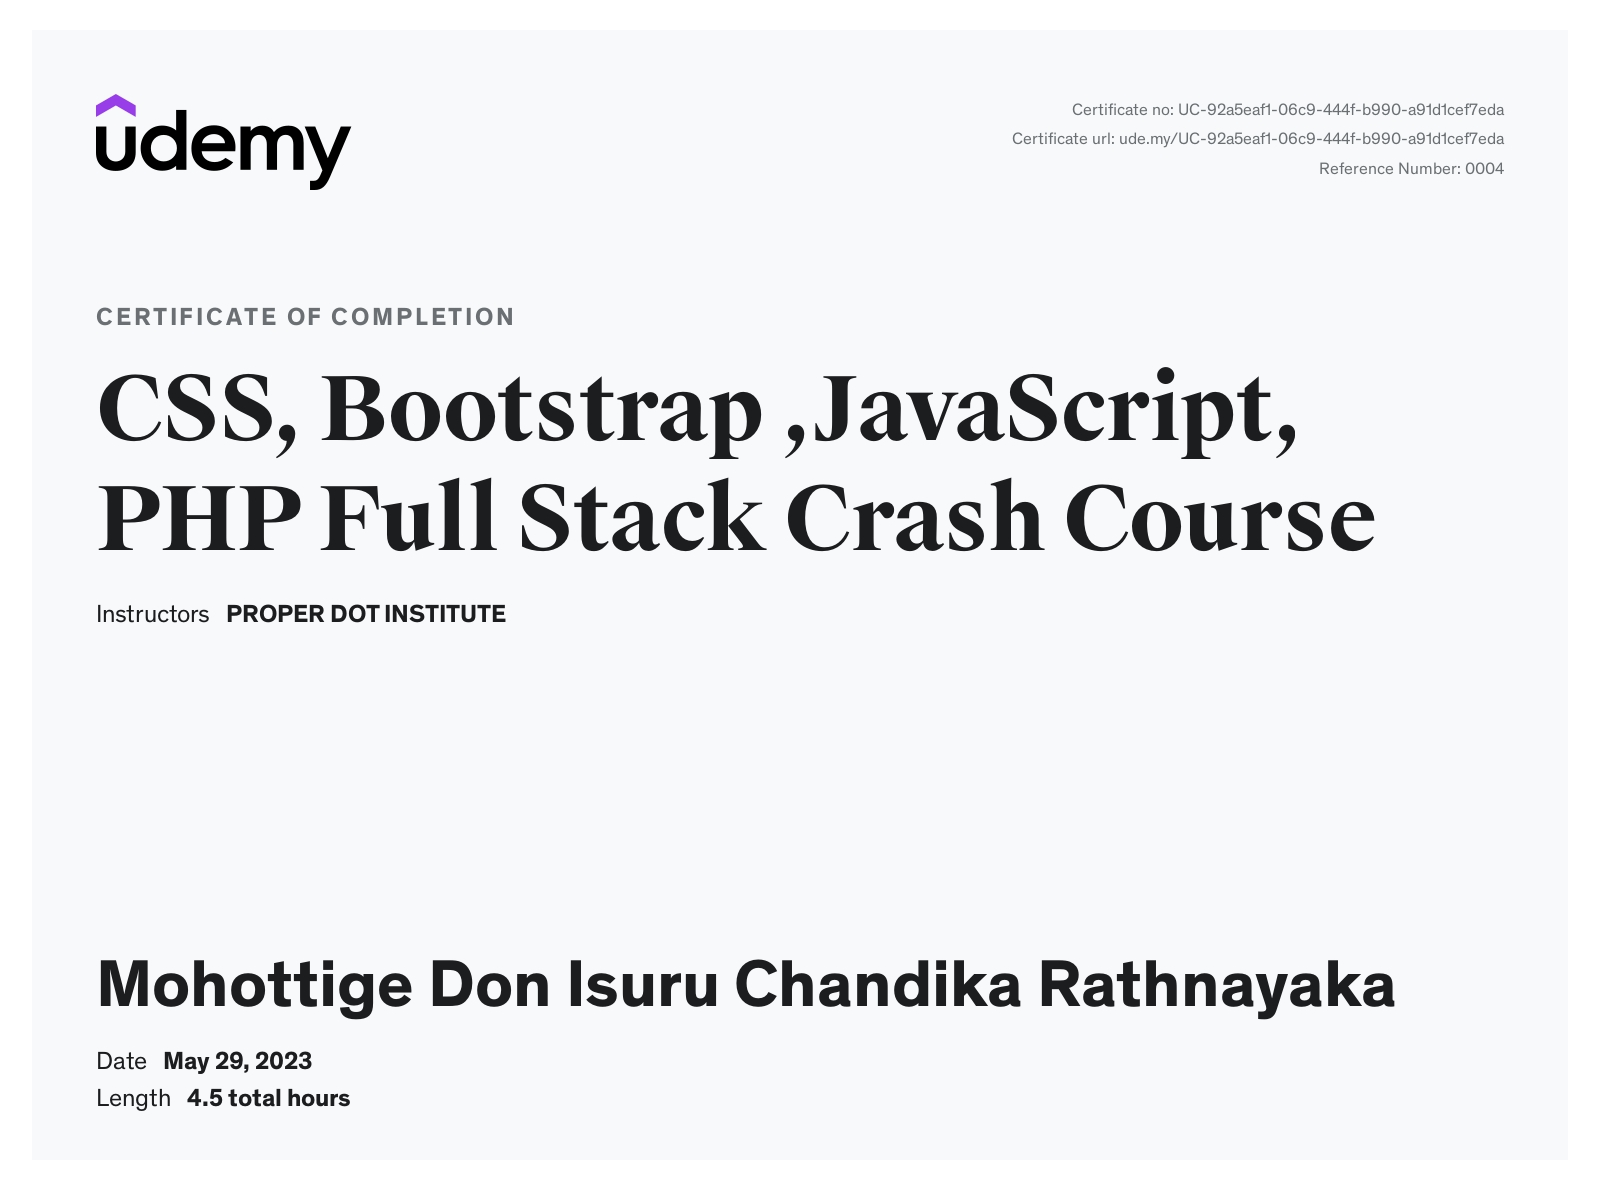 udemy
Certificate no: UC-92a5eaf1-06c9-444f-b990-a91d1cef7eda
Certificate url: ude.my/UC-92a5eaf1-06c9-444f-b990-a91d1cef7eda
Reference Number: 0004
CERTIFICATE OF COMPLETION
CSS, Bootstrap ,JavaScript,
PHP Full Stack Crash Course
Instructors PROPER DOT INSTITUTE
Mohottige Don Isuru Chandika Rathnayaka
Date May 29, 2023
Length 4.5 total hours